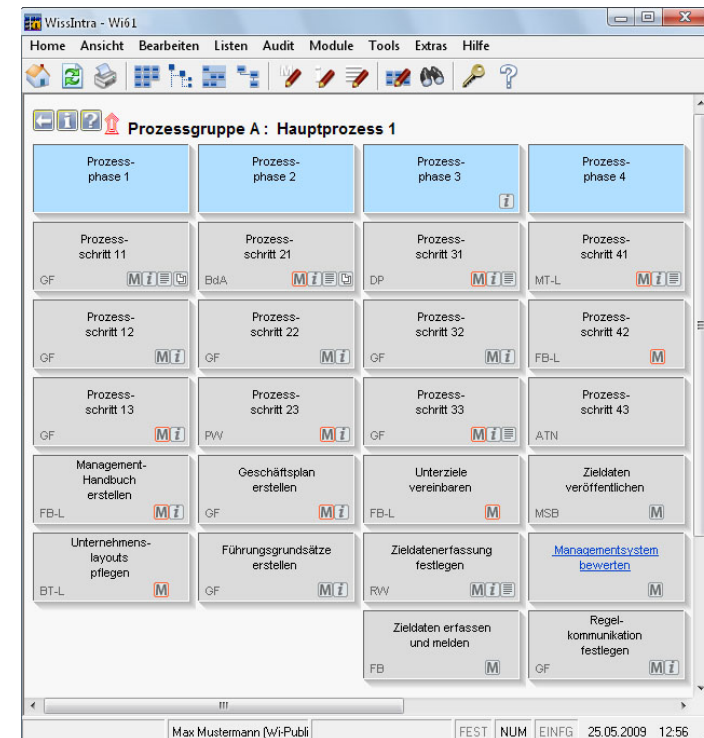 WissIntra - Wi61
Home Ansicht Bearbeiten Listen Audit Module Tools Extras Hilfe
Prozessgruppe A : Hauptprozess 1
Prozess-
phase 1
Prozess-
phase 2
Prozess-
phase 3
i
Prozess-
phase 4
Prozess-
schritt 11
GF M i
Prozess-
schritt 21
BdA M i
Prozess-
schritt 31
DP M i
Prozess-
schritt 41
MT-L M i
Prozess-
schritt 12
GF M i
Prozess-
schritt 22
GF M i
Prozess-
schritt 32
GF M i
Prozess-
schritt 42
FB-L M
Prozess-
schritt 13
GF M i
Prozess-
schritt 23
PW M i
Prozess-
schritt 33
GF M i
Prozess-
schritt 43
ATN
Management-
Handbuch
erstellen
FB-L M i
Geschäftsplan
erstellen
GF M i
Unterziele
vereinbaren
FB-L M
Zieldaten
veröffentlichen
MSB M
Unternehmens-
layouts
pflegen
BT-L M
Führungsgrundsätze
erstellen
GF M i
Zieldatenerfassung
festlegen
RW M i
Managementsystem
bewerten
M
Zieldaten erfassen
und melden
FB M
Regel-
kommunikation
festlegen
GF M i
Max Mustermann (Wi-Publi FEST NUM EINFG 25.05.2009 12:56